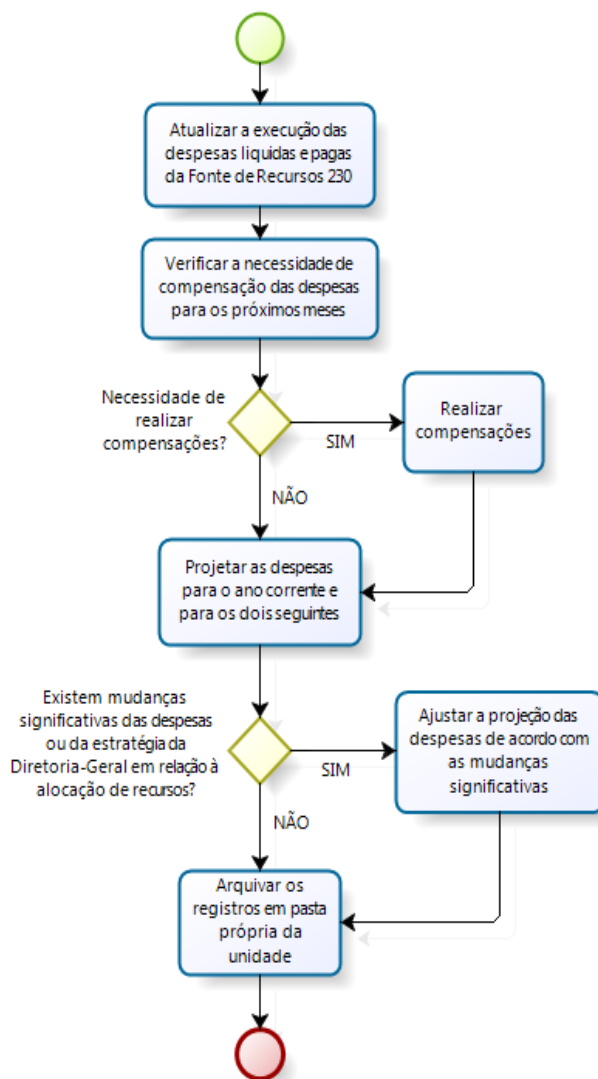 Atualizar a execução das
despesas liquidas e pagas
da Fonte de Recursos 230
Verificar a necessidade de
compensação das despesas
para os próximos meses
Necessidade de
realizar
compensações?
SIM
Realizar
compensações
NÃO
Projetar as despesas
para o ano corrente e
para os dois seguintes
Existem mudanças
significativas das despesas
ou da estratégia da
Diretoria-Geral em relação à
alocação de recursos?
SIM
Ajustar a projeção das
despesas de acordo com
as mudanças
significativas
NÃO
Arquivar os
registros em pasta
própria da
unidade